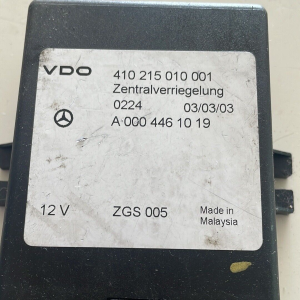 VDO 410 215 010 001
Zentralverriegelung
0224 03/03/03
A 000 446 10 19
12 V ZGS 005 Made in
Malaysia